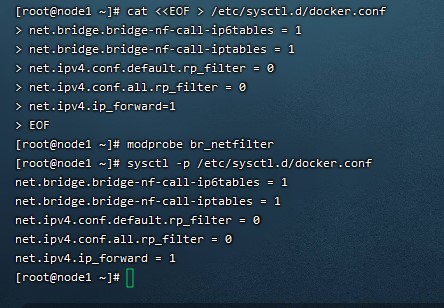 [root@node1 ~]# cat <<EOF > /etc/sysctl.d/docker.conf
> net.bridge.bridge-nf-call-ip6tables = 1
> net.bridge.bridge-nf-call-iptables = 1
> net.ipv4.conf.default.rp_filter = 0
> net.ipv4.conf.all.rp_filter = 0
> net.ipv4.ip_forward=1
> EOF
[root@node1 ~]# modprobe br_netfilter
[root@node1 ~]# sysctl -p /etc/sysctl.d/docker.conf
net.bridge.bridge-nf-call-ip6tables = 1
net.bridge.bridge-nf-call-iptables = 1
net.ipv4.conf.default.rp_filter = 0
net.ipv4.conf.all.rp_filter = 0
net.ipv4.ip_forward = 1
[root@node1 ~]#